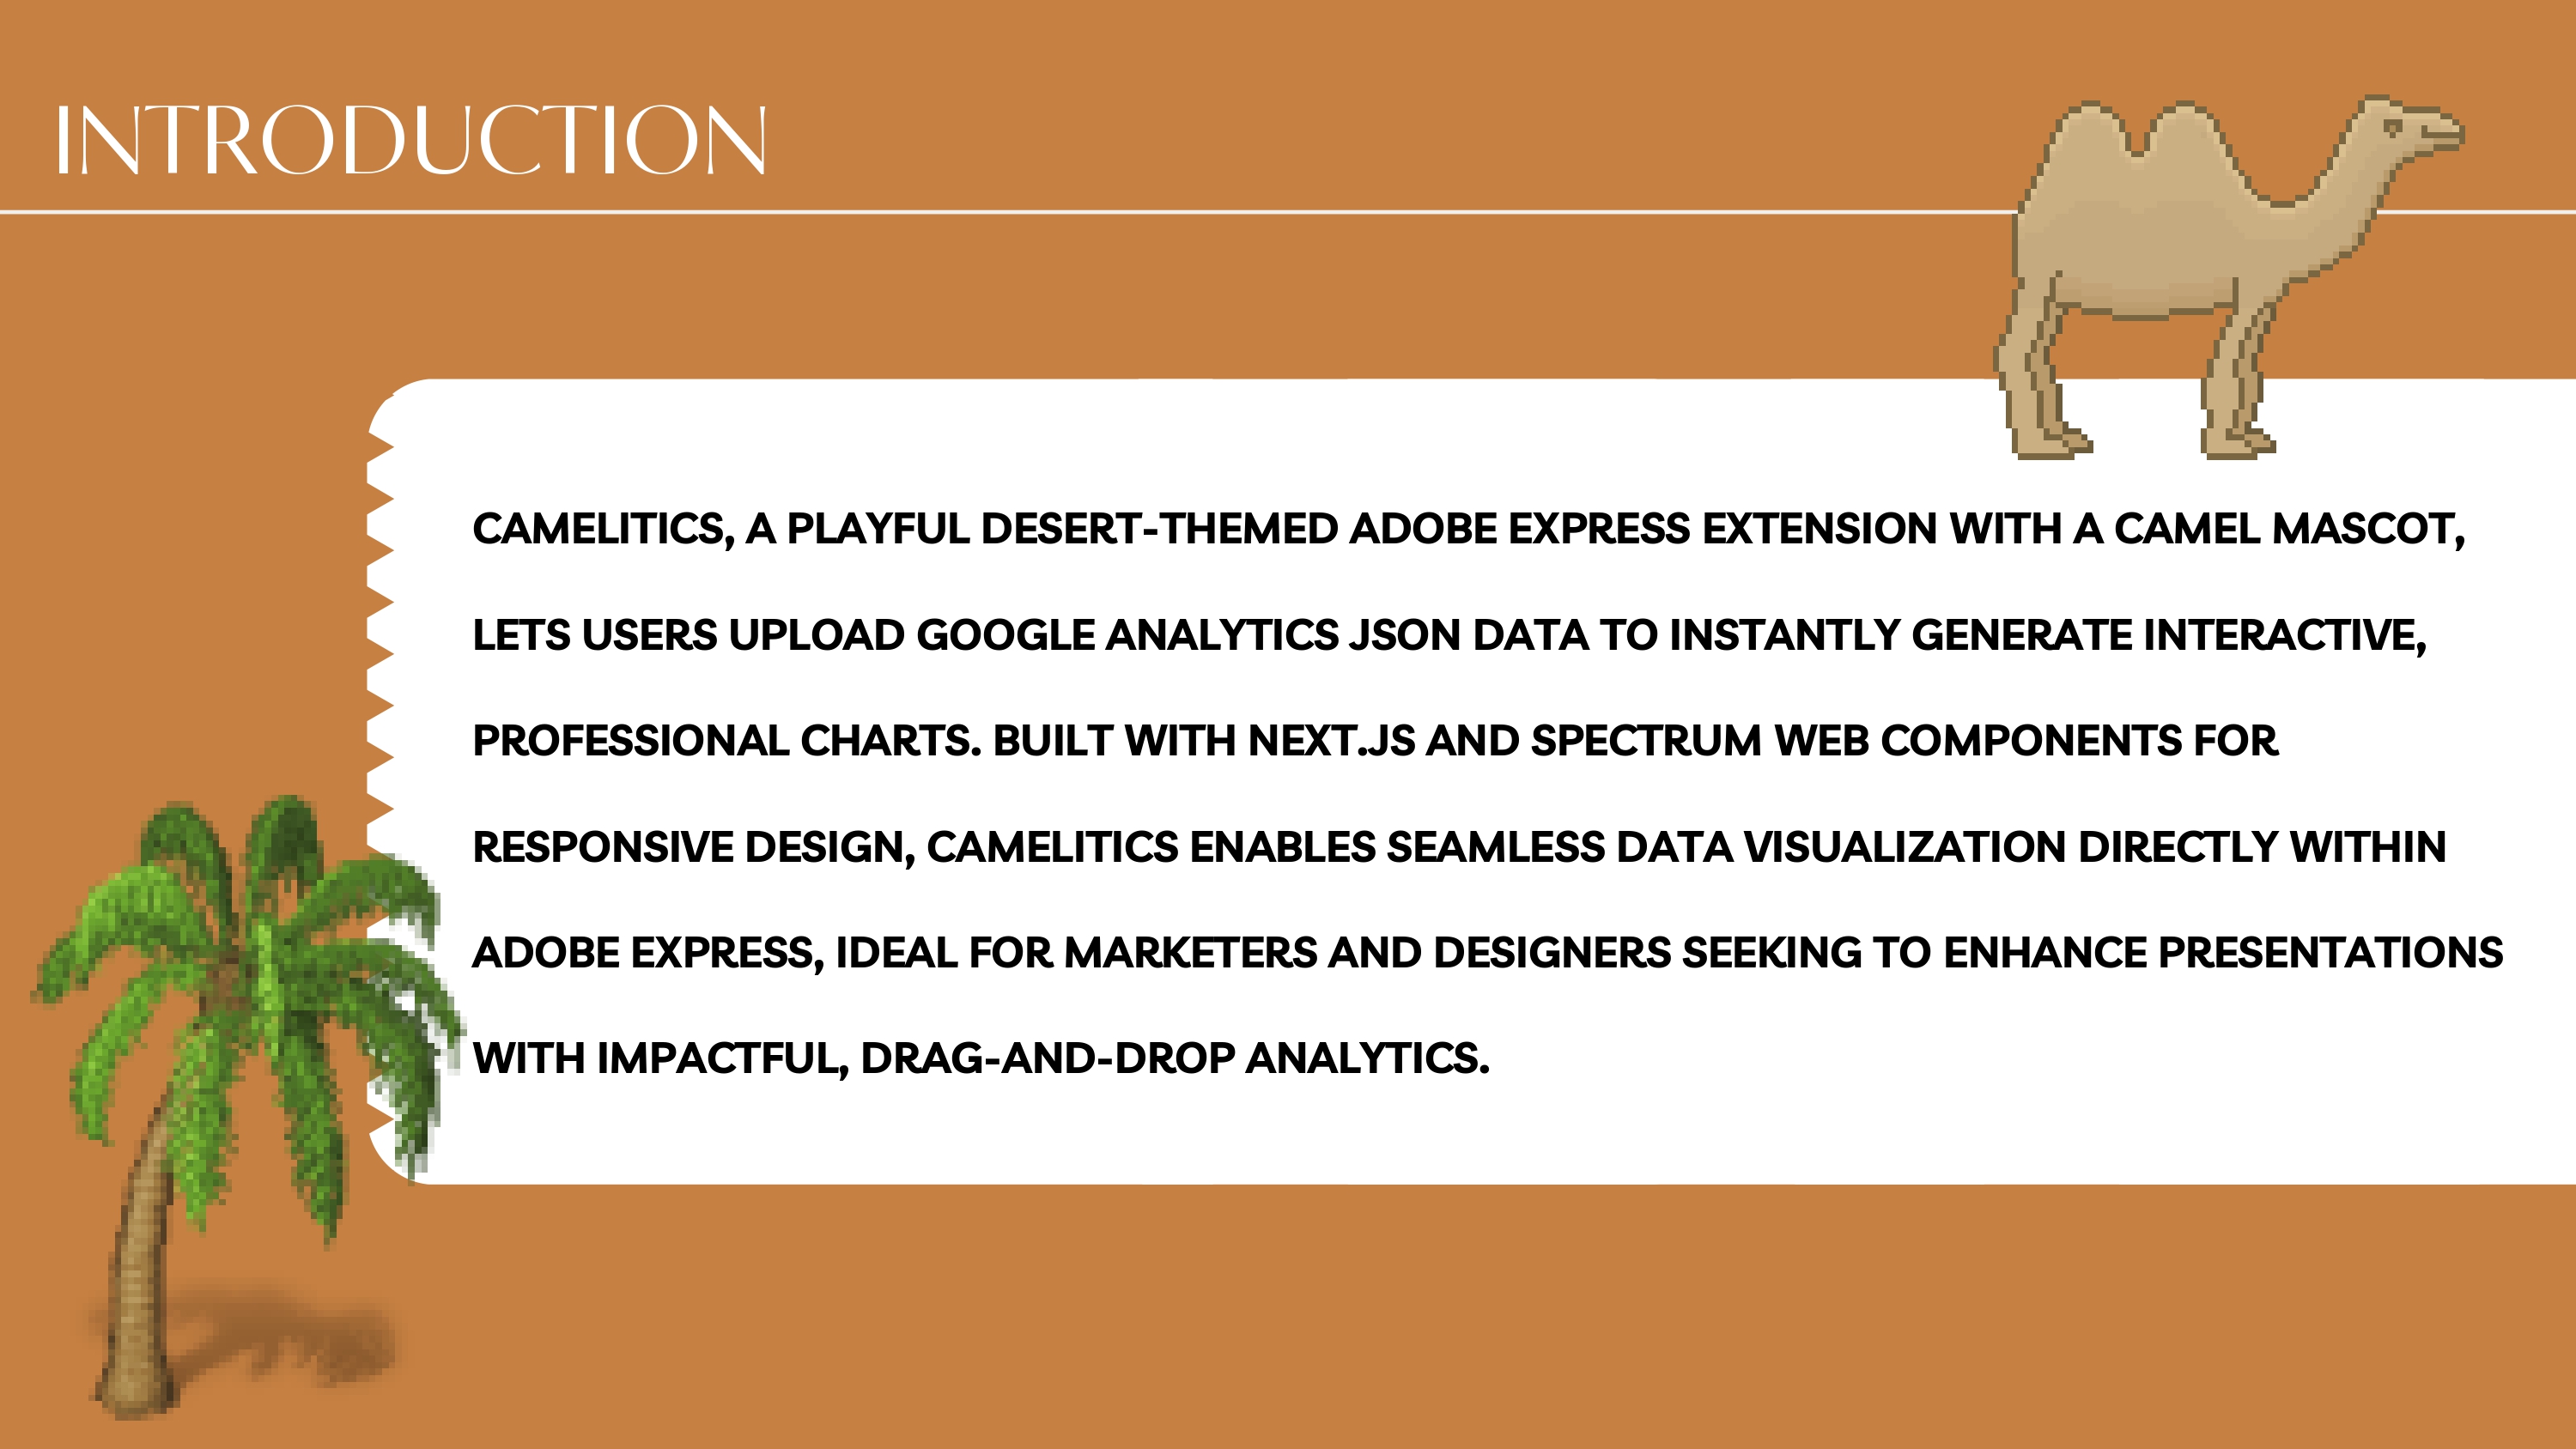 INTRODUCTION
CAMELITICS, A PLAYFUL DESERT-THEMED ADOBE EXPRESS EXTENSION WITH A CAMEL MASCOT,
LETS USERS UPLOAD GOOGLE ANALYTICS JSON DATA TO INSTANTLY GENERATE INTERACTIVE,
PROFESSIONAL CHARTS. BUILT WITH NEXT.JS AND SPECTRUM WEB COMPONENTS FOR
RESPONSIVE DESIGN, CAMELITICS ENABLES SEAMLESS DATA VISUALIZATION DIRECTLY WITHIN
ADOBE EXPRESS, IDEAL FOR MARKETERS AND DESIGNERS SEEKING TO ENHANCE PRESENTATIONS
WITH IMPACTFUL, DRAG-AND-DROP ANALYTICS.